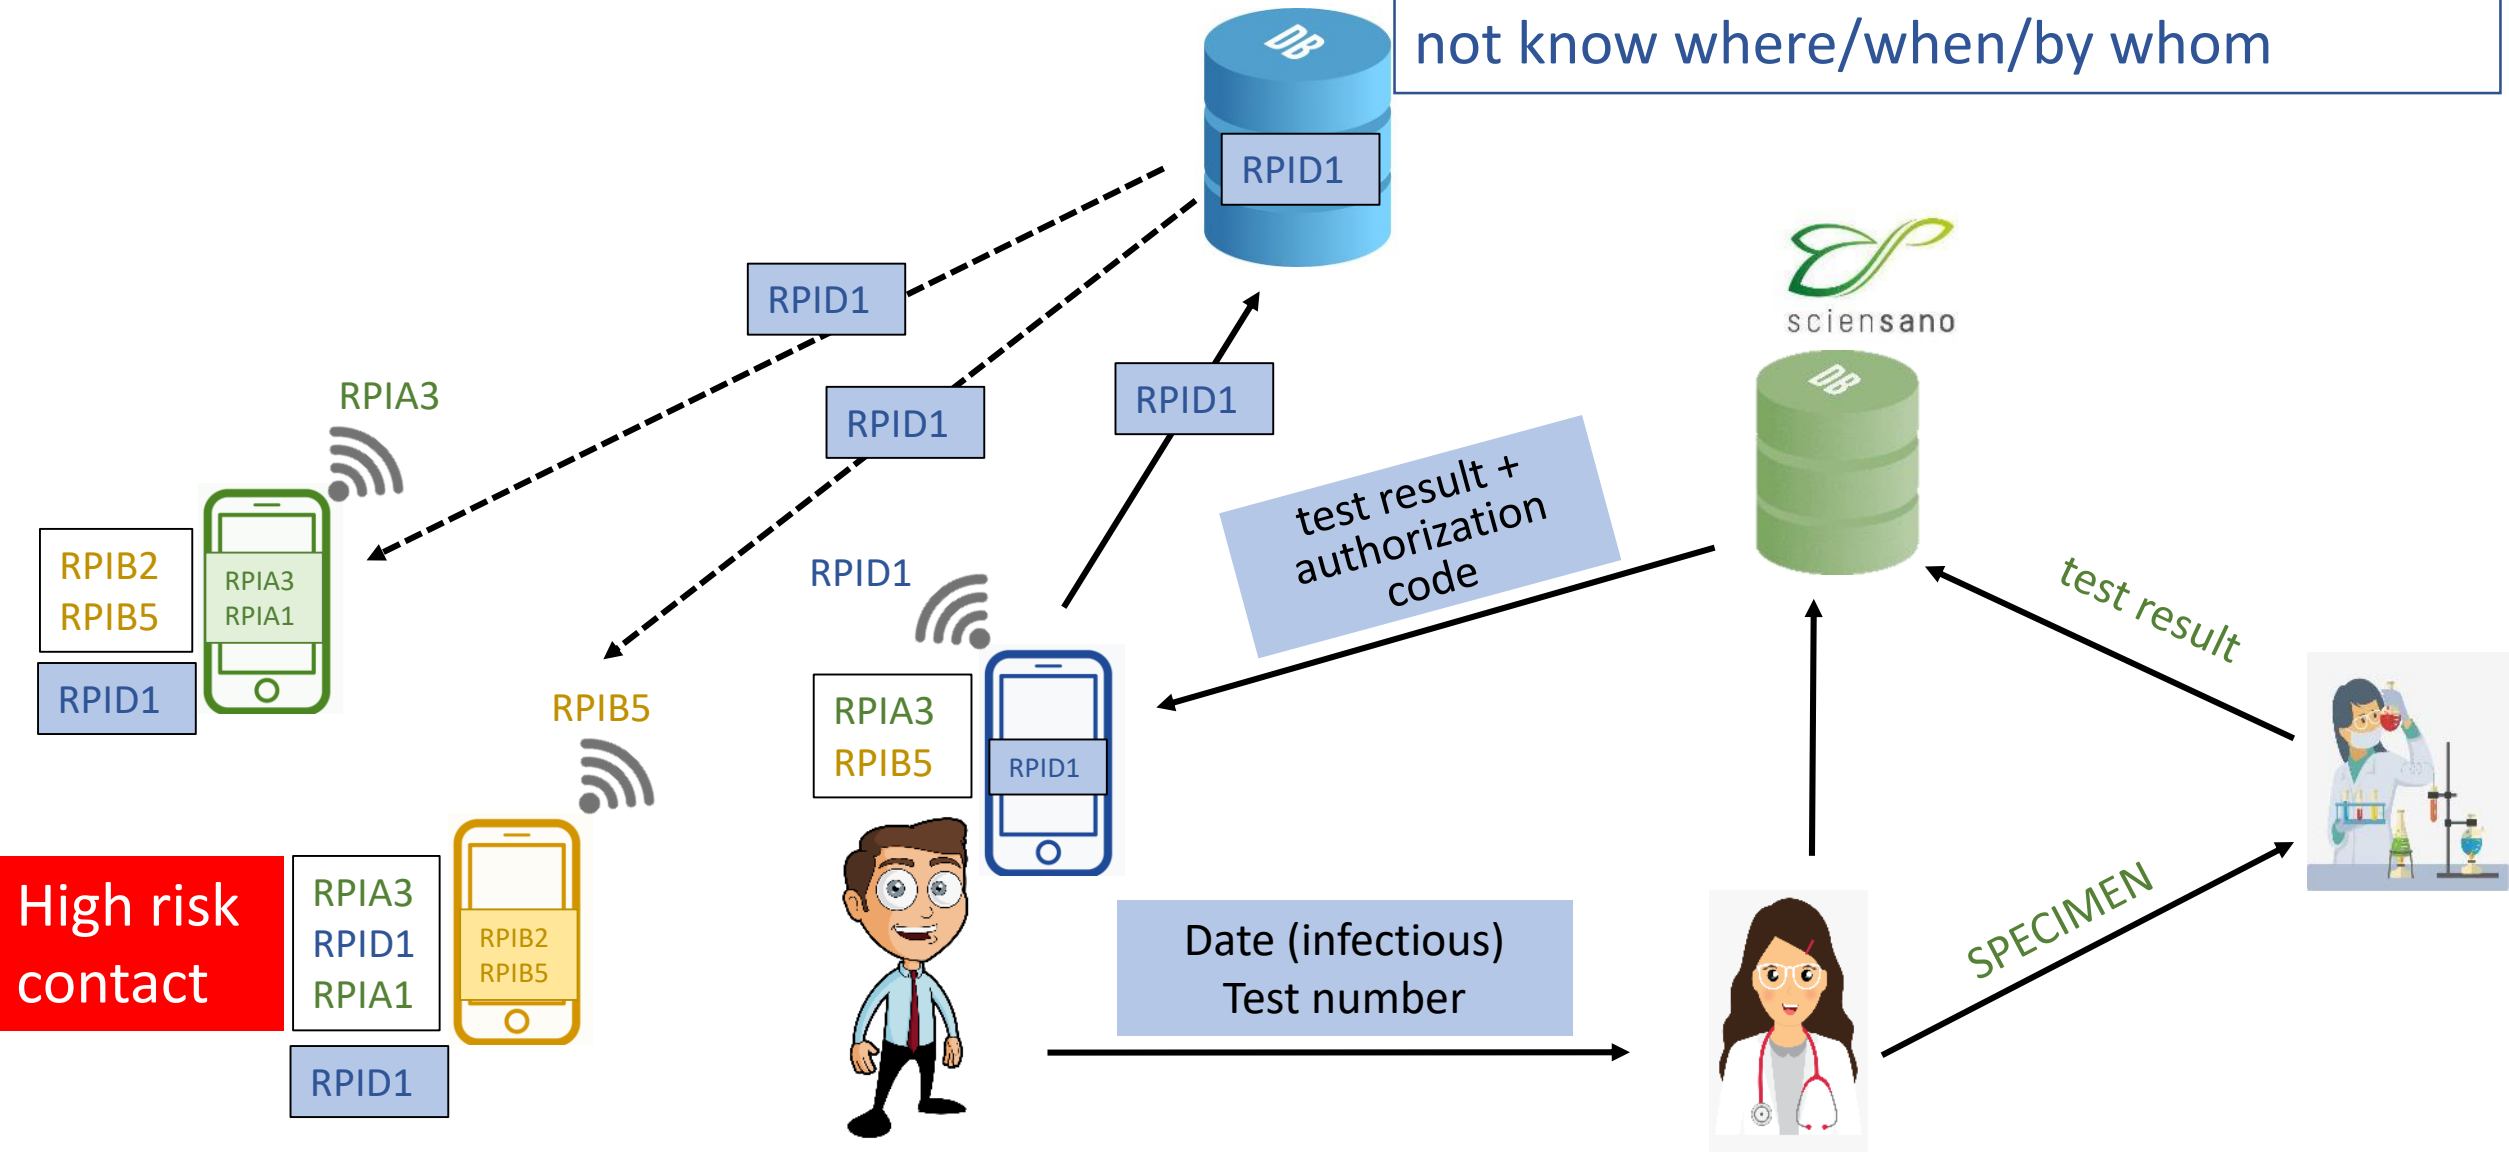 not know where/when/by whom
DB
RPID1
RPID1
RPID1
RPID1
sciensano
DB
RPIA3
RPIB2
RPIB5
RPIA3
RPIA1
RPID1
test result +
authorization
code
test result
RPID1
RPIA3
RPIB5
RPID1
RPIB5
High risk
contact
RPIA3
RPID1
RPIA1
RPIB2
RPIB5
RPID1
Date (infectious)
Test number
SPECIMEN